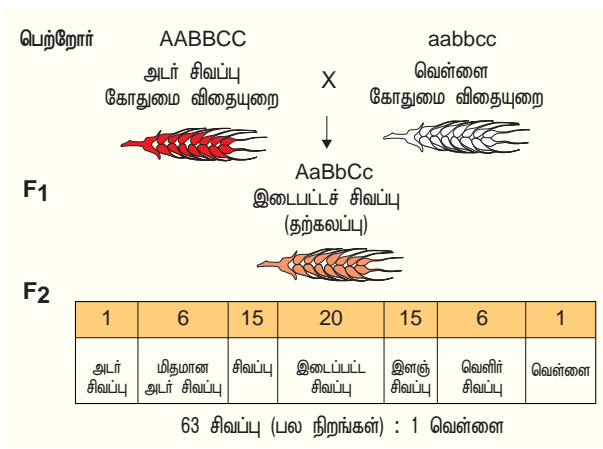 பெற்றோர் AABBCC aabbcc
அடர் சிவப்பு X வெள்ளை
கோதுமை விதையுறை கோதுமை விதையுறை
F1 AaBbCc
இடைபட்டச் சிவப்பு
(தற்கலப்பு)
F2
1 6 15 20 15 6 1
அடர் மிதமான சிவப்பு இடைப்பட்ட இளஞ் வெளிர் வெள்ளை
சிவப்பு அடர் சிவப்பு சிவப்பு சிவப்பு சிவப்பு
63 சிவப்பு (பல நிறங்கள்) : 1 வெள்ளை